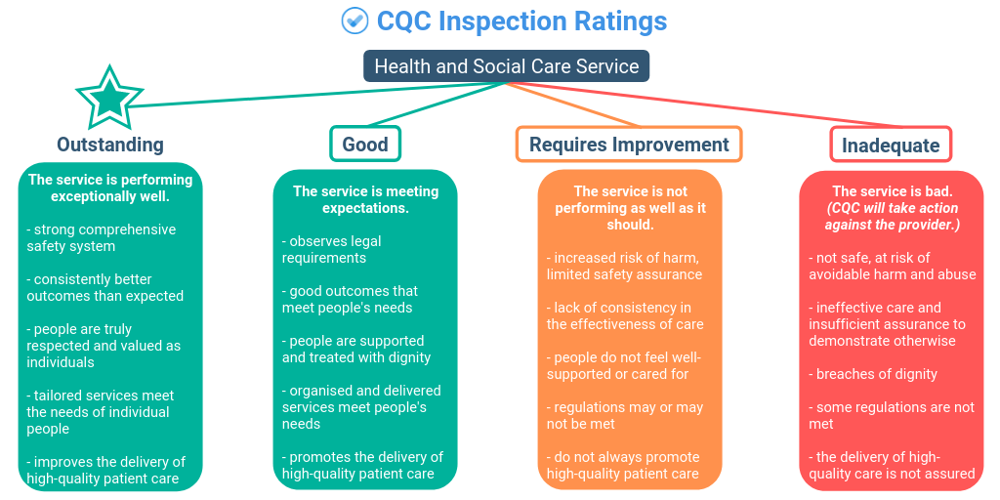 CQC Inspection Ratings
Health and Social Care Service
Outstanding
The service is performing
exceptionally well.
- strong comprehensive
safety system
- consistently better
outcomes than expected
- people are truly
respected and valued as
individuals
- tailored services meet
the needs of individual
people
- improves the delivery of
high-quality patient care
Good
The service is meeting
expectations.
- observes legal
requirements
- good outcomes that
meet people's needs
- people are supported
and treated with dignity
- organised and delivered
services meet people's
needs
- promotes the delivery of
high-quality patient care
Requires Improvement
The service is not
performing as well as it
should.
- increased risk of harm,
limited safety assurance
- lack of consistency in
the effectiveness of care
- people do not feel well-
supported or cared for
- regulations may or may
not be met
- do not always promote
high-quality patient care
Inadequate
The service is bad.
(CQC will take action
against the provider.)
- not safe, at risk of
avoidable harm and abuse
- ineffective care and
insufficient assurance to
demonstrate otherwise
- breaches of dignity
- some regulations are not
met
- the delivery of high-
quality care is not assured